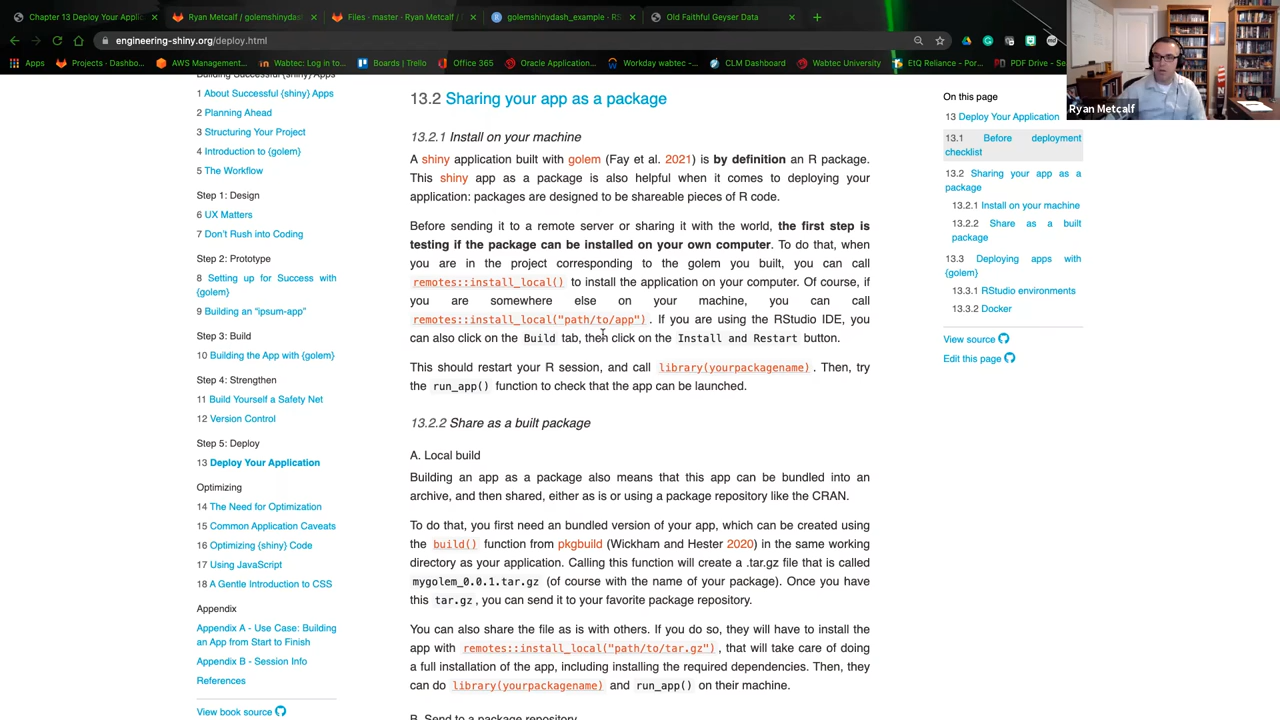 Chapter 13 Deploy Your Applic
Ryan Metcalf / golemshinydash
Files · master · Ryan Metcalf /
golemshinydash_example - RS
Old Faithful Geyser Data
engineering-shiny.org/deploy.html
Apps
Projects · Dashbo...
AWS Management...
Wabtec: Log in to...
Boards | Trello
Office 365
Oracle Application...
Workday wabtec –...
CLM Dashboard
Wabtec University
EtQ Reliance – Por...
PDF Drive - Se
Ryan Metcalf
Building Successful {shiny} Apps
1 About Successful {shiny} Apps
2 Planning Ahead
3 Structuring Your Project
4 Introduction to {golem}
5 The Workflow
Step 1: Design
6 UX Matters
7 Don't Rush into Coding
Step 2: Prototype
8 Setting up for Success with
{golem}
9 Building an “ipsum-app”
Step 3: Build
10 Building the App with {golem}
Step 4: Strengthen
11 Build Yourself a Safety Net
12 Version Control
Step 5: Deploy
13 Deploy Your Application
Optimizing
14 The Need for Optimization
15 Common Application Caveats
16 Optimizing {shiny} Code
17 Using JavaScript
18 A Gentle Introduction to CSS
Appendix
Appendix A - Use Case: Building
an App from Start to Finish
Appendix B - Session Info
References
View book source
13.2 Sharing your app as a package
13.2.1 Install on your machine
A shiny application built with golem (Fay et al. 2021) is by definition an R package.
This shiny app as a package is also helpful when it comes to deploying your
application: packages are designed to be shareable pieces of R code.
Before sending it to a remote server or sharing it with the world, the first step is
testing if the package can be installed on your own computer. To do that, when
you are in the project corresponding to the golem you built, you can call
remotes::install_local() to install the application on your computer. Of course, if
you are somewhere else on your machine, you can call
remotes::install_local("path/to/app") . If you are using the RStudio IDE, you
can also click on the Build tab, then click on the Install and Restart button.
This should restart your R session, and call library(yourpackagename) . Then, try
the run_app() function to check that the app can be launched.
13.2.2 Share as a built package
A. Local build
Building an app as a package also means that this app can be bundled into an
archive, and then shared, either as is or using a package repository like the CRAN.
To do that, you first need an bundled version of your app, which can be created using
the build() function from pkgbuild (Wickham and Hester 2020) in the same working
directory as your application. Calling this function will create a .tar.gz file that is called
mygolem_0.0.1.tar.gz (of course with the name of your package). Once you have
this tar.gz , you can send it to your favorite package repository.
You can also share the file as is with others. If you do so, they will have to install the
app with remotes::install_local("path/to/tar.gz") , that will take care of doing
a full installation of the app, including installing the required dependencies. Then, they
can do library(yourpackagename) and run_app() on their machine.
B. Send to a package repository
On this page
13 Deploy Your Application
13.1 Before deployment
checklist
13.2 Sharing your app as a
package
13.2.1 Install on your machine
13.2.2 Share as a built
package
13.3 Deploying apps with
{golem}
13.3.1 RStudio environments
13.3.2 Docker
View source
Edit this page